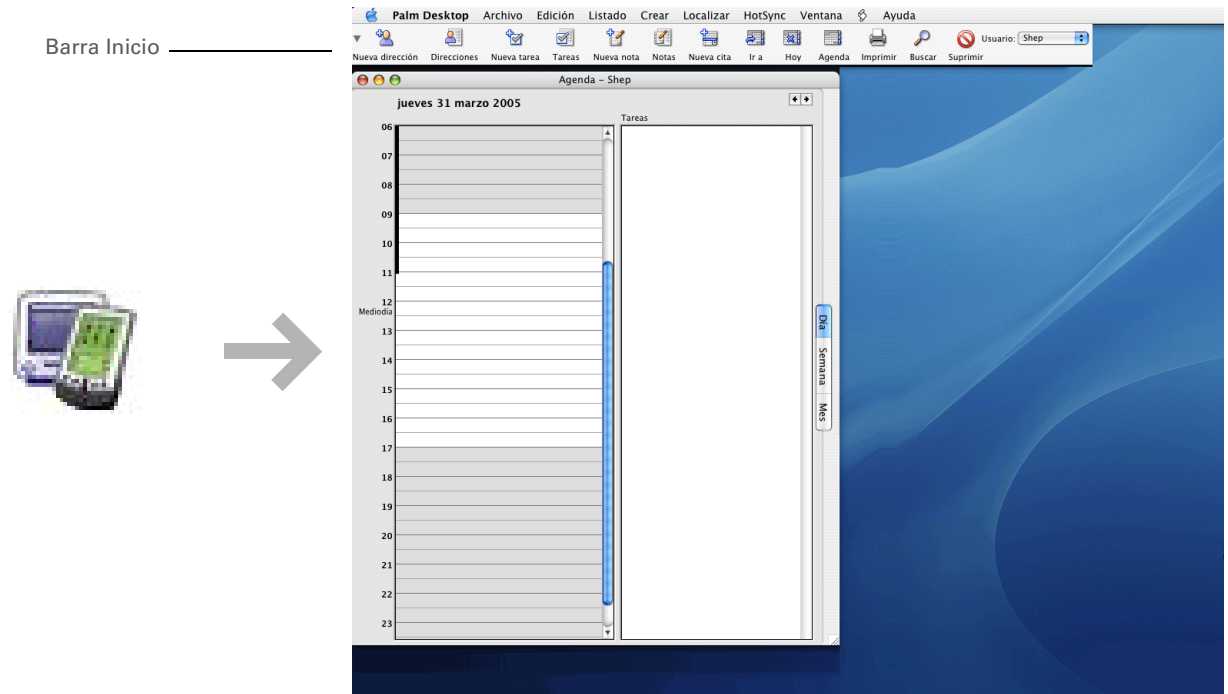 Palm Desktop Archivo Edición Listado Crear Localizar HotSync Ventana Ayuda
Barra Inicio
Usuario: Shep
Nueva dirección Direcciones Nueva tarea Tareas Nueva nota Notas Nueva cita Ir a Hoy Agenda Imprimir Buscar Suprimir
Agenda – Shep
jueves 31 marzo 2005
Tareas
06
07
08
09
10
11
12
Mediodía
13
14
15
16
17
18
19
20
21
22
23
Día
Semana
Mes